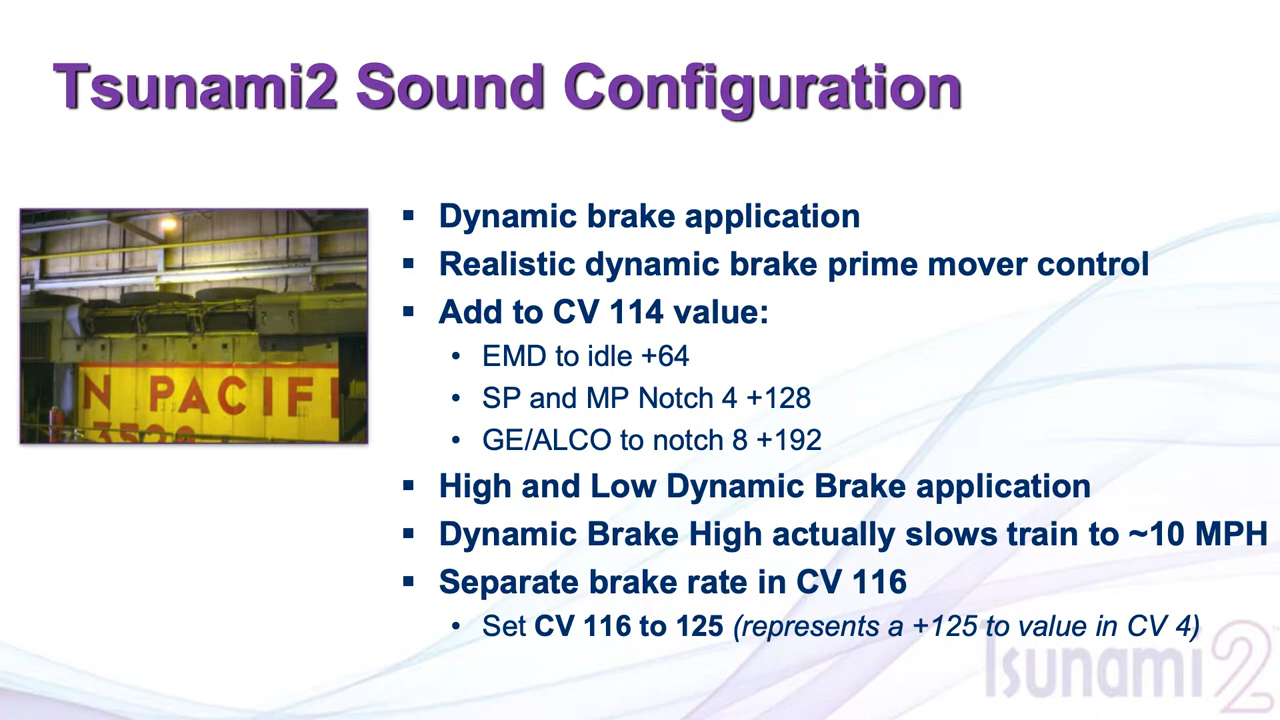 Tsunami2 Sound Configuration
N PACIFI
3528
▪ Dynamic brake application
▪ Realistic dynamic brake prime mover control
▪ Add to CV 114 value:
• EMD to idle +64
• SP and MP Notch 4 +128
• GE/ALCO to notch 8 +192
▪ High and Low Dynamic Brake application
▪ Dynamic Brake High actually slows train to ~10 MPH
▪ Separate brake rate in CV 116
• Set CV 116 to 125 (represents a +125 to value in CV 4)
Tsunami2